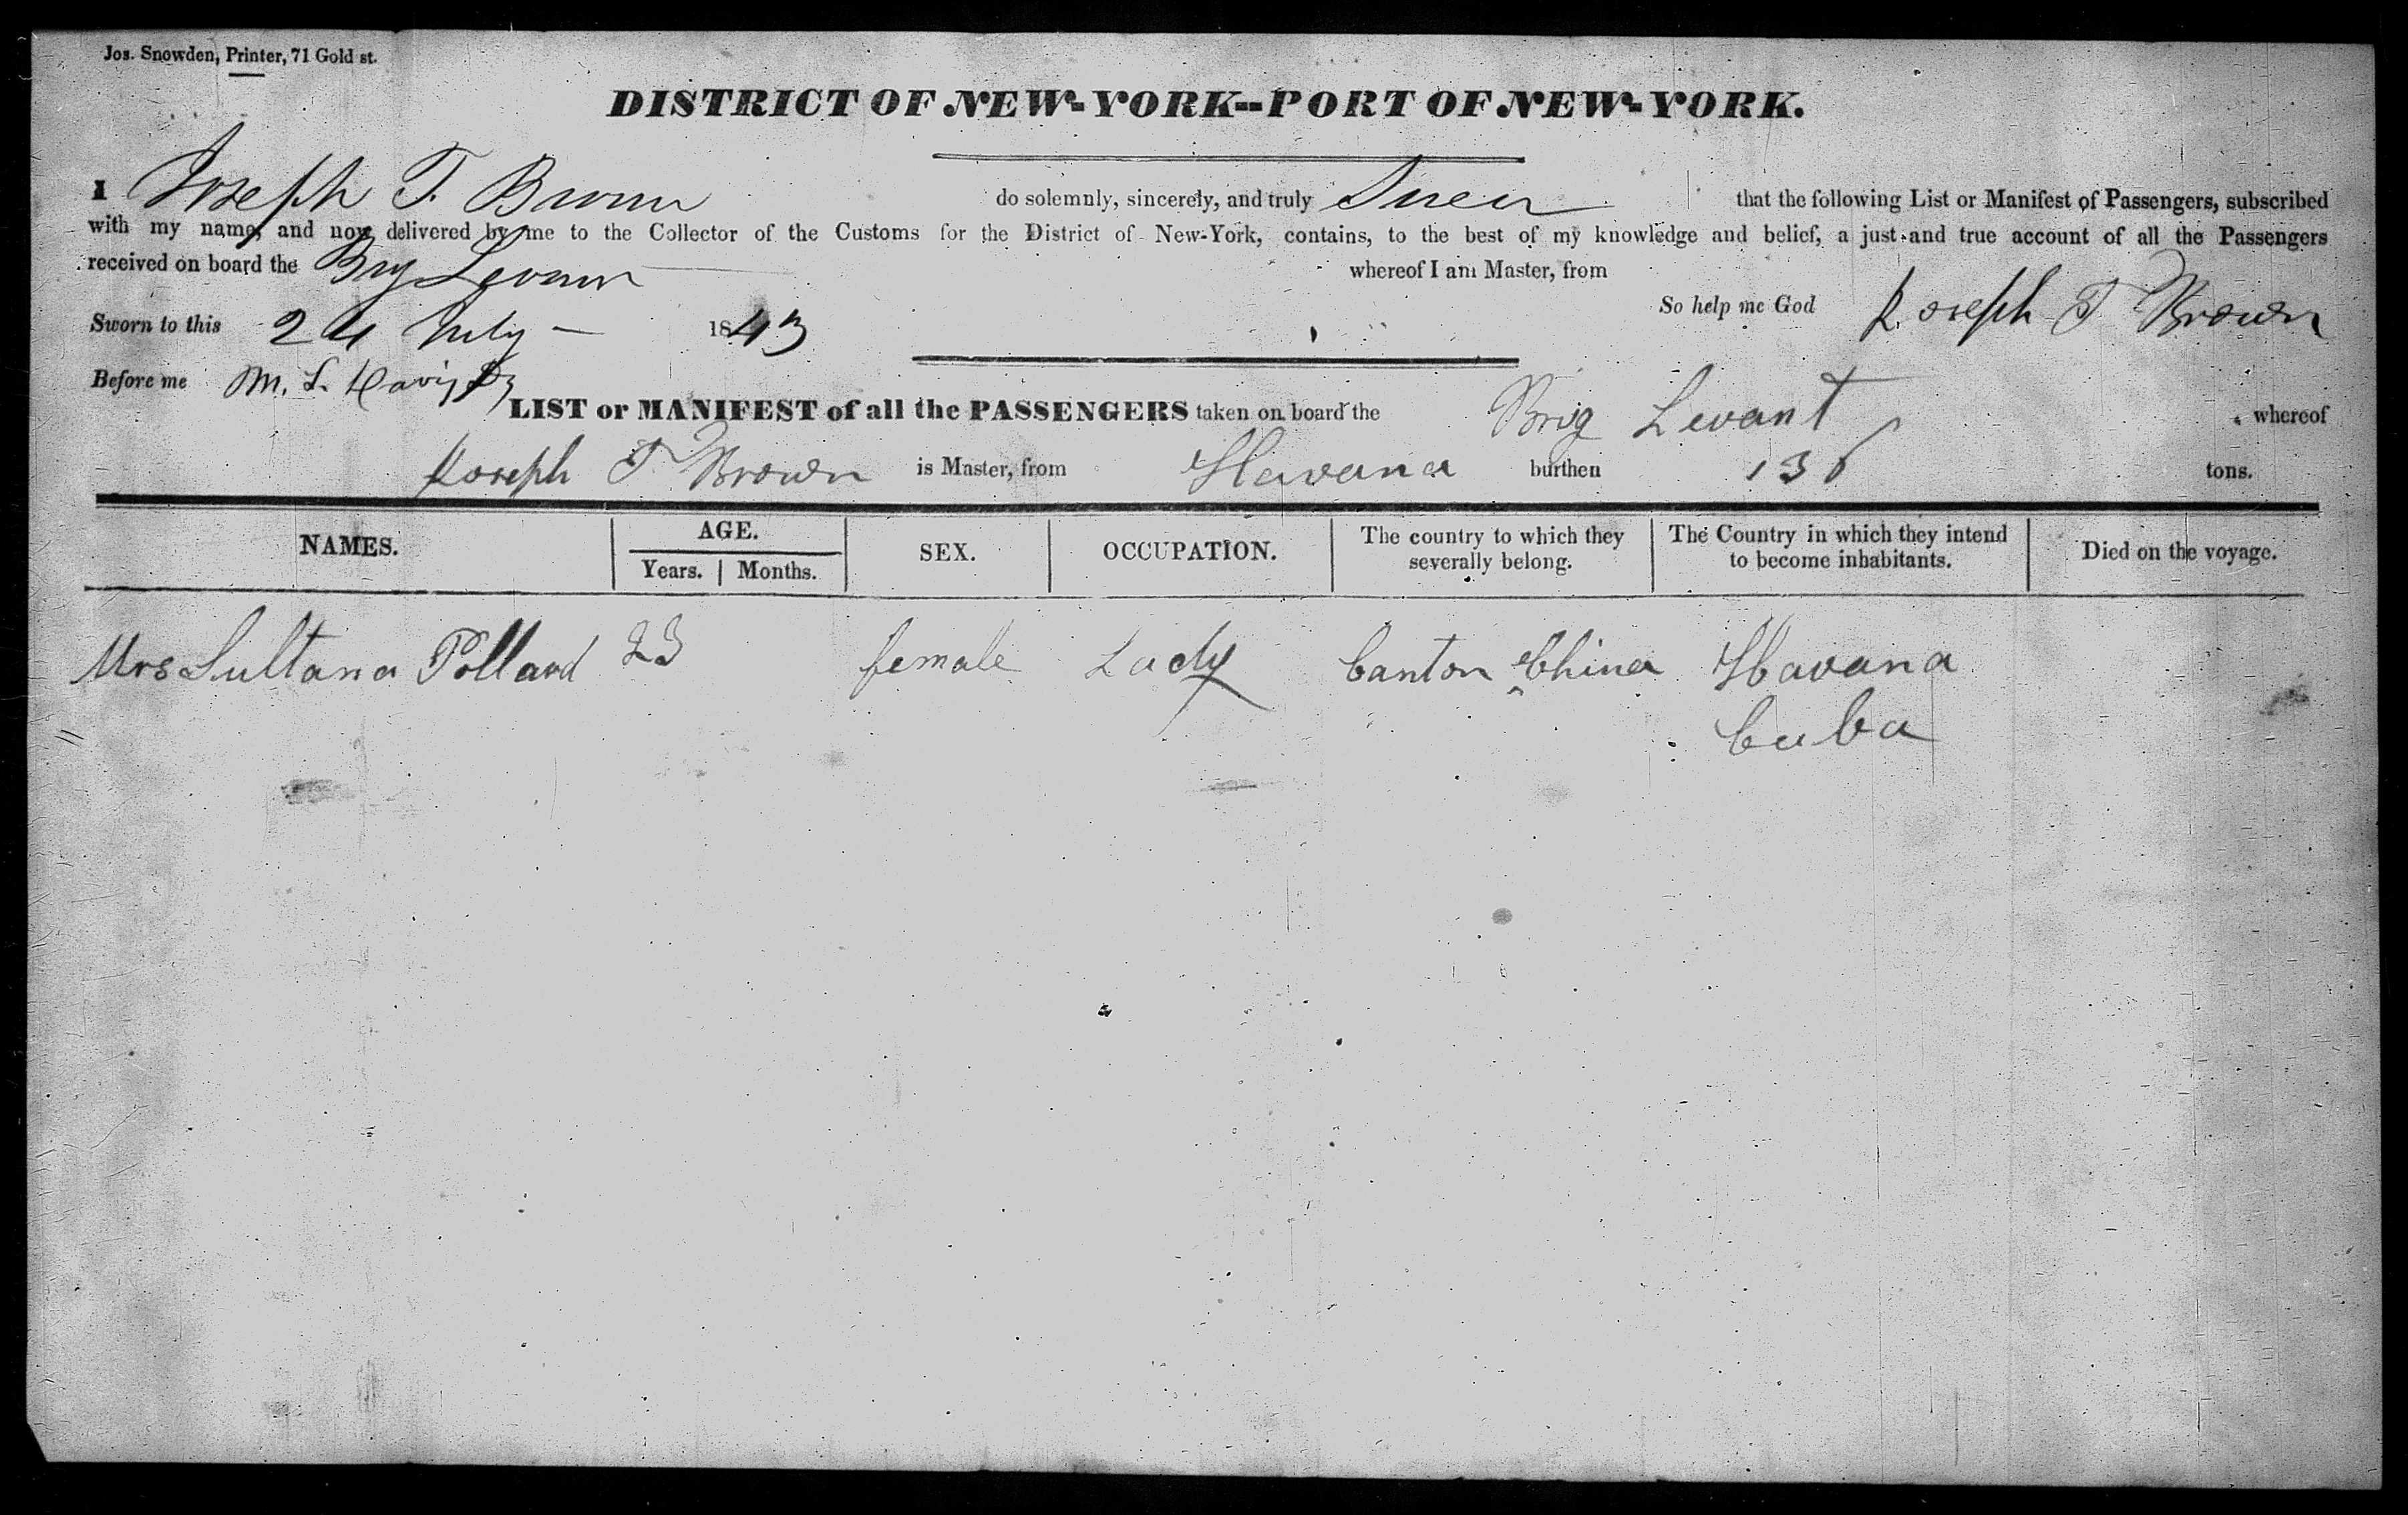 Jos. Snowden, Printer, 71 Gold st.
DISTRICT OF NEW-YORK--PORT OF NEW-YORK.
I Joseph T. Brown do solemnly, sincerely, and truly Swear that the following List or Manifest of Passengers, subscribed
with my name, and now delivered by me to the Collector of the Customs for the District of New-York, contains, to the best of my knowledge and belief, a just and true account of all the Passengers
received on board the Brig Levant whereof I am Master, from
So help me God Joseph T Brown
Sworn to this 24 July 1843
Before me M. L. Davis
LIST or MANIFEST of all the PASSENGERS taken on board the Brig Levant whereof
Joseph T Brown is Master, from Havana burthen 136 tons.
NAMES. AGE. SEX. OCCUPATION. The country to which they severally belong. The Country in which they intend to become inhabitants. Died on the voyage.
Years. Months.
Mrs Sultana Pollard 23 female Lady Canton China Havana
Cuba